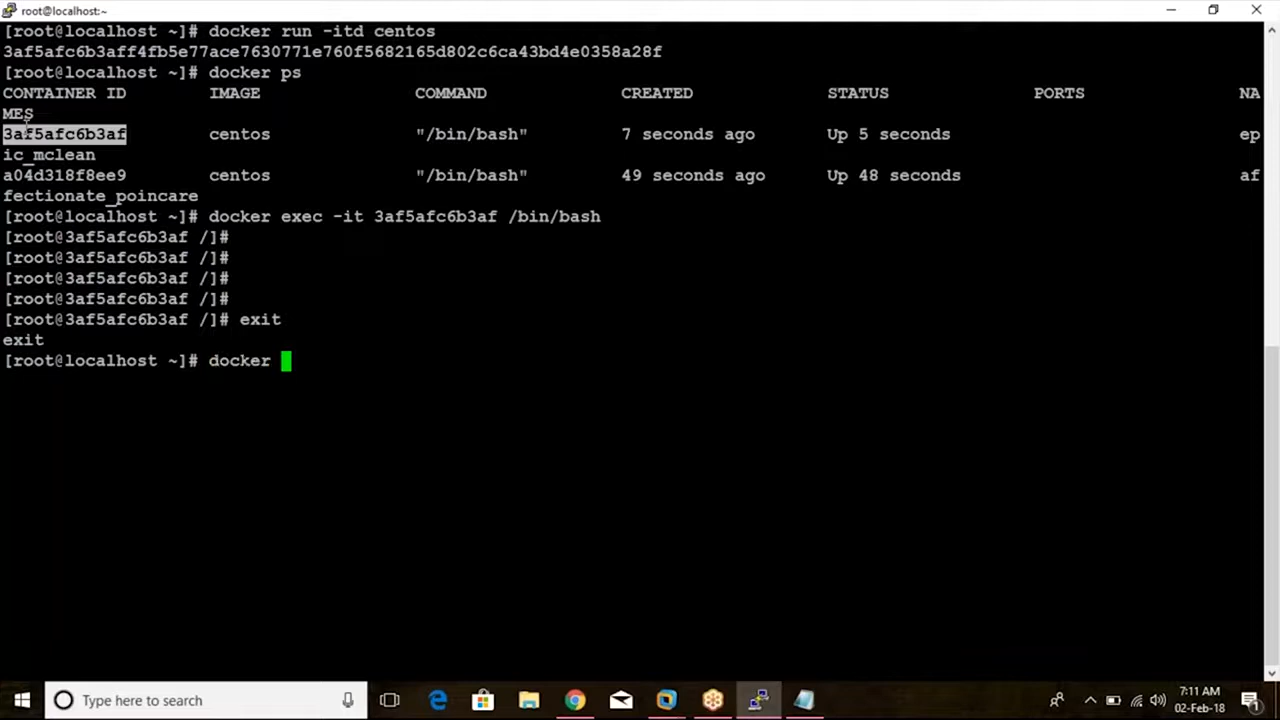 root@localhost:~
[root@localhost ~]# docker run -itd centos
3af5afc6b3aff4fb5e77ace7630771e760f5682165d802c6ca43bd4e0358a28f
[root@localhost ~]# docker ps
CONTAINER ID IMAGE COMMAND CREATED STATUS PORTS NA
MES
3af5afc6b3af centos "/bin/bash" 7 seconds ago Up 5 seconds ep
ic_mclean
a04d318f8ee9 centos "/bin/bash" 49 seconds ago Up 48 seconds af
fectionate_poincare
[root@localhost ~]# docker exec -it 3af5afc6b3af /bin/bash
[root@3af5afc6b3af /]#
[root@3af5afc6b3af /]#
[root@3af5afc6b3af /]#
[root@3af5afc6b3af /]#
[root@3af5afc6b3af /]# exit
exit
[root@localhost ~]# docker
Type here to search
7:11 AM
02-Feb-18
1